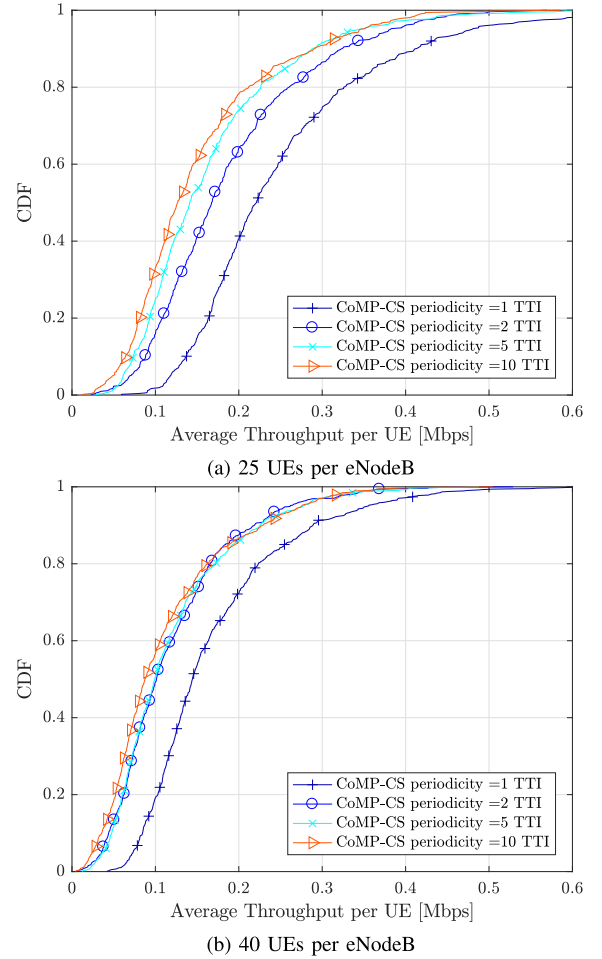 1
0.8
0.6
0.4
0.2
0
CDF
CoMP-CS periodicity =1 TTI
CoMP-CS periodicity =2 TTI
CoMP-CS periodicity =5 TTI
CoMP-CS periodicity =10 TTI
0 0.1 0.2 0.3 0.4 0.5 0.6
Average Throughput per UE [Mbps]
(a) 25 UEs per eNodeB
1
0.8
0.6
0.4
0.2
0
CDF
CoMP-CS periodicity =1 TTI
CoMP-CS periodicity =2 TTI
CoMP-CS periodicity =5 TTI
CoMP-CS periodicity =10 TTI
0 0.1 0.2 0.3 0.4 0.5 0.6
Average Throughput per UE [Mbps]
(b) 40 UEs per eNodeB